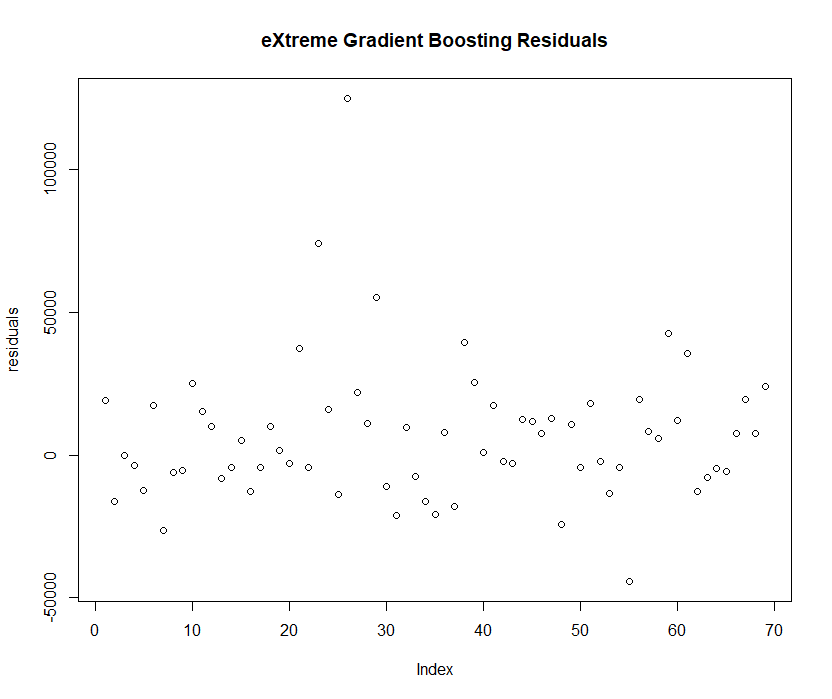 eXtreme Gradient Boosting Residuals
100000
50000
0
-50000
residuals
0 10 20 30 40 50 60 70
Index